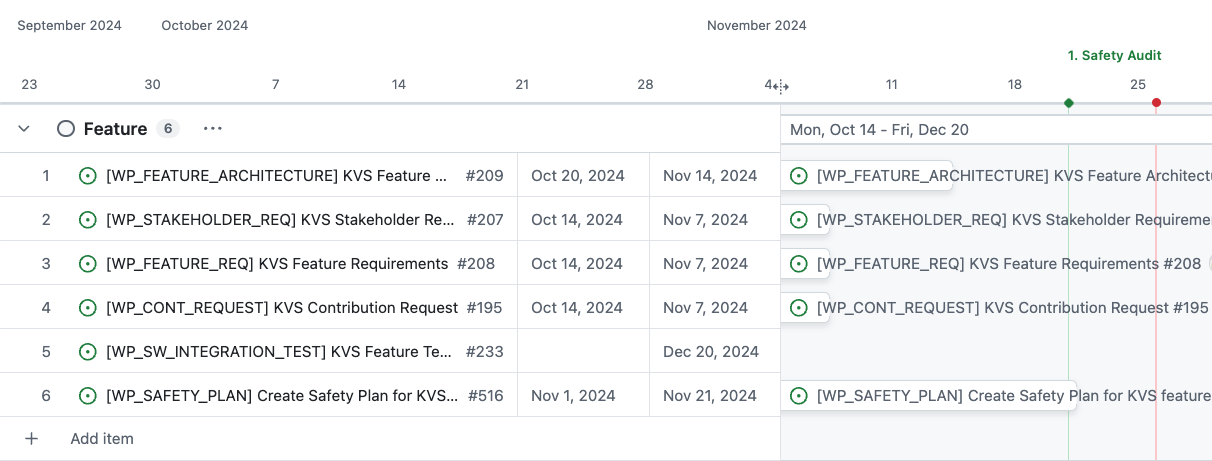 September 2024 October 2024 November 2024
1. Safety Audit
23 30 7 14 21 28 4 11 18 25
Feature 6 ... Mon, Oct 14 - Fri, Dec 20
1 [WP_FEATURE_ARCHITECTURE] KVS Feature ... #209 Oct 20, 2024 Nov 14, 2024 [WP_FEATURE_ARCHITECTURE] KVS Feature Architectu
2 [WP_STAKEHOLDER_REQ] KVS Stakeholder Re... #207 Oct 14, 2024 Nov 7, 2024 [WP_STAKEHOLDER_REQ] KVS Stakeholder Requireme
3 [WP_FEATURE_REQ] KVS Feature Requirements #208 Oct 14, 2024 Nov 7, 2024 [WP_FEATURE_REQ] KVS Feature Requirements #208
4 [WP_CONT_REQUEST] KVS Contribution Request #195 Oct 14, 2024 Nov 7, 2024 [WP_CONT_REQUEST] KVS Contribution Request #195
5 [WP_SW_INTEGRATION_TEST] KVS Feature Te... #233 Dec 20, 2024
6 [WP_SAFETY_PLAN] Create Safety Plan for KVS... #516 Nov 1, 2024 Nov 21, 2024 [WP_SAFETY_PLAN] Create Safety Plan for KVS feature
+ Add item